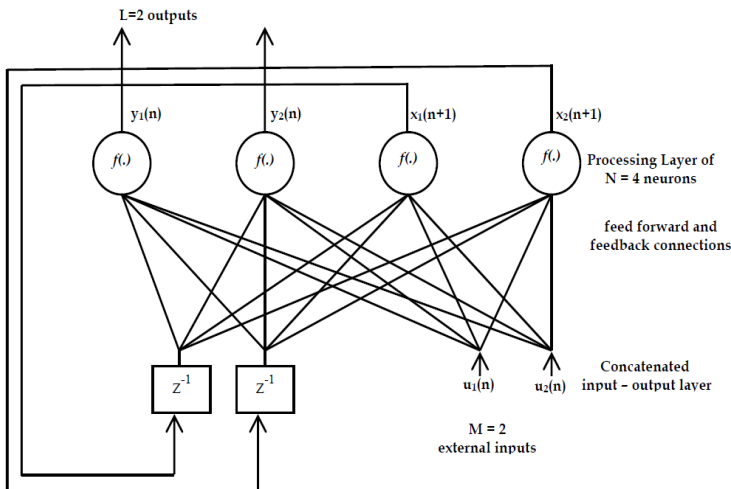 L=2 outputs
y₁(n)
y₂(n)
x₁(n+1)
x₂(n+1)
f(.)
f(.)
f(.)
f(.)
Processing Layer of
N = 4 neurons
feed forward and
feedback connections
Z⁻¹
Z⁻¹
u₁(n)
u₂(n)
Concatenated
input – output layer
M = 2
external inputs